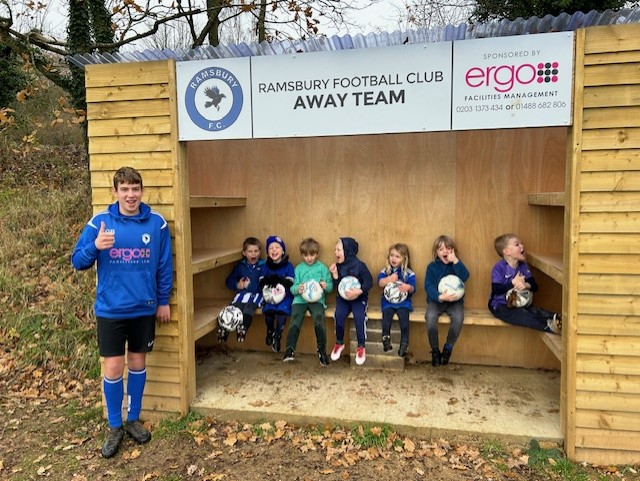 RAMSBURY
F.C.
RAMSBURY FOOTBALL CLUB
AWAY TEAM
SPONSORED BY
ergo
FACILITIES MANAGEMENT
0203 1373 434 or 01488 682 806
ergo